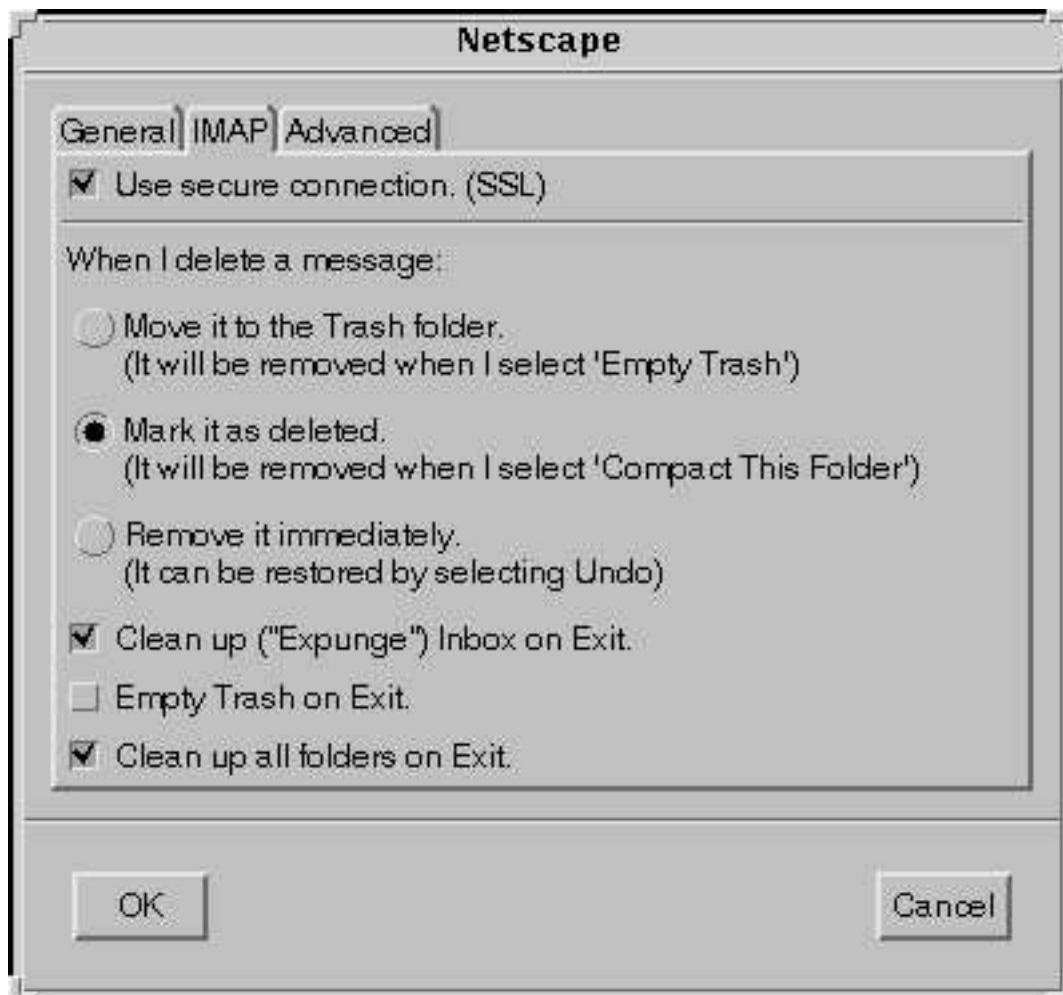 Netscape
General IMAP Advanced
Use secure connection. (SSL)
When I delete a message:
Move it to the Trash folder.
(It will be removed when I select 'Empty Trash')
Mark it as deleted.
(It will be removed when I select 'Compact This Folder')
Remove it immediately.
(It can be restored by selecting Undo)
Clean up ("Expunge") Inbox on Exit.
Empty Trash on Exit.
Clean up all folders on Exit.
OK Cancel